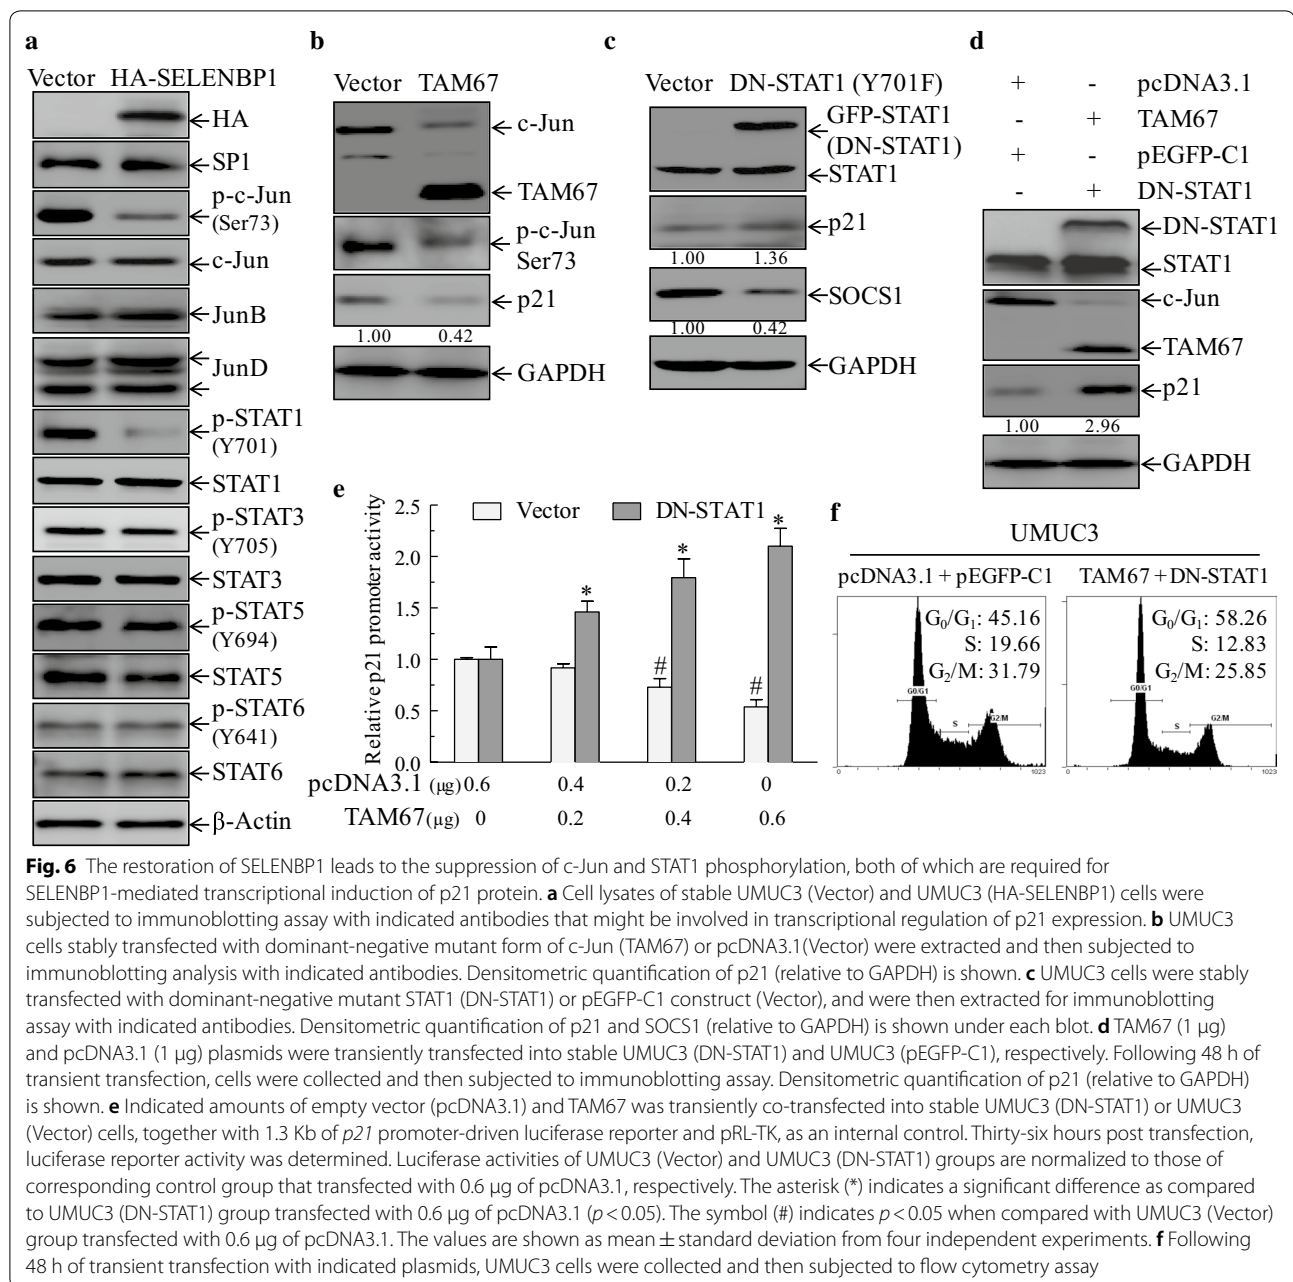 a
Vector HA-SELENBP1
HA
SP1
p-c-Jun
(Ser73)
c-Jun
JunB
JunD
p-STAT1
(Y701)
STAT1
p-STAT3
(Y705)
STAT3
p-STAT5
(Y694)
STAT5
p-STAT6
(Y641)
STAT6
β-Actin
b
Vector TAM67
c-Jun
TAM67
p-c-Jun
Ser73
p21
1.00 0.42
GAPDH
c
Vector DN-STAT1 (Y701F)
GFP-STAT1
(DN-STAT1)
STAT1
p21
1.00 1.36
SOCS1
1.00 0.42
GAPDH
d
+ - pcDNA3.1
- + TAM67
+ - pEGFP-C1
- + DN-STAT1
DN-STAT1
STAT1
c-Jun
TAM67
p21
1.00 2.96
GAPDH
e
Relative p21 promoter activity
2.5
2.0
1.5
1.0
0.5
0.0
Vector DN-STAT1
* * *
# #
pcDNA3.1 (μg) 0.6 0.4 0.2 0
TAM67 (μg) 0 0.2 0.4 0.6
f
UMUC3
pcDNA3.1 + pEGFP-C1 TAM67 + DN-STAT1
G0/G1: 45.16
S: 19.66
G2/M: 31.79
G0/G1
S
G2/M
0 1023
G0/G1: 58.26
S: 12.83
G2/M: 25.85
G0/G1
S
G2/M
0 1023
Fig. 6 The restoration of SELENBP1 leads to the suppression of c-Jun and STAT1 phosphorylation, both of which are required for
SELENBP1-mediated transcriptional induction of p21 protein. a Cell lysates of stable UMUC3 (Vector) and UMUC3 (HA-SELENBP1) cells were
subjected to immunoblotting assay with indicated antibodies that might be involved in transcriptional regulation of p21 expression. b UMUC3
cells stably transfected with dominant-negative mutant form of c-Jun (TAM67) or pcDNA3.1(Vector) were extracted and then subjected to
immunoblotting analysis with indicated antibodies. Densitometric quantification of p21 (relative to GAPDH) is shown. c UMUC3 cells were stably
transfected with dominant-negative mutant STAT1 (DN-STAT1) or pEGFP-C1 construct (Vector), and were then extracted for immunoblotting
assay with indicated antibodies. Densitometric quantification of p21 and SOCS1 (relative to GAPDH) is shown under each blot. d TAM67 (1 μg)
and pcDNA3.1 (1 μg) plasmids were transiently transfected into stable UMUC3 (DN-STAT1) and UMUC3 (pEGFP-C1), respectively. Following 48 h of
transient transfection, cells were collected and then subjected to immunoblotting assay. Densitometric quantification of p21 (relative to GAPDH)
is shown. e Indicated amounts of empty vector (pcDNA3.1) and TAM67 was transiently co-transfected into stable UMUC3 (DN-STAT1) or UMUC3
(Vector) cells, together with 1.3 Kb of p21 promoter-driven luciferase reporter and pRL-TK, as an internal control. Thirty-six hours post transfection,
luciferase reporter activity was determined. Luciferase activities of UMUC3 (Vector) and UMUC3 (DN-STAT1) groups are normalized to those of
corresponding control group that transfected with 0.6 μg of pcDNA3.1, respectively. The asterisk (*) indicates a significant difference as compared
to UMUC3 (DN-STAT1) group transfected with 0.6 μg of pcDNA3.1 (p < 0.05). The symbol (#) indicates p < 0.05 when compared with UMUC3 (Vector)
group transfected with 0.6 μg of pcDNA3.1. The values are shown as mean ± standard deviation from four independent experiments. f Following
48 h of transient transfection with indicated plasmids, UMUC3 cells were collected and then subjected to flow cytometry assay